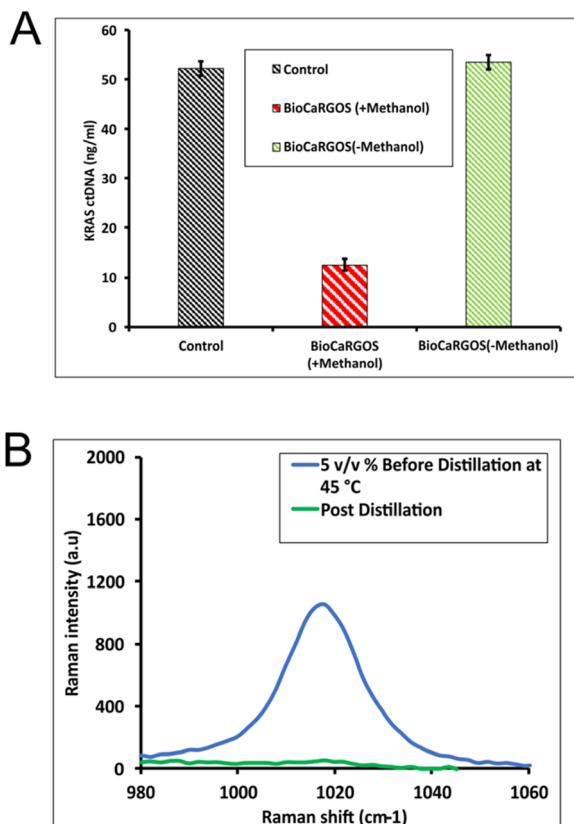 A
60
50
40
30
20
10
0
KRAS ctDNA (ng/ml)
Control
BioCaRGOS (+Methanol)
BioCaRGOS(-Methanol)
Control
BioCaRGOS
(+Methanol)
BioCaRGOS(-Methanol)
B
2000
1600
1200
800
400
0
Raman intensity (a.u)
5 v/v % Before Distillation at
45 °C
Post Distillation
980
1000
1020
1040
1060
Raman shift (cm-1)